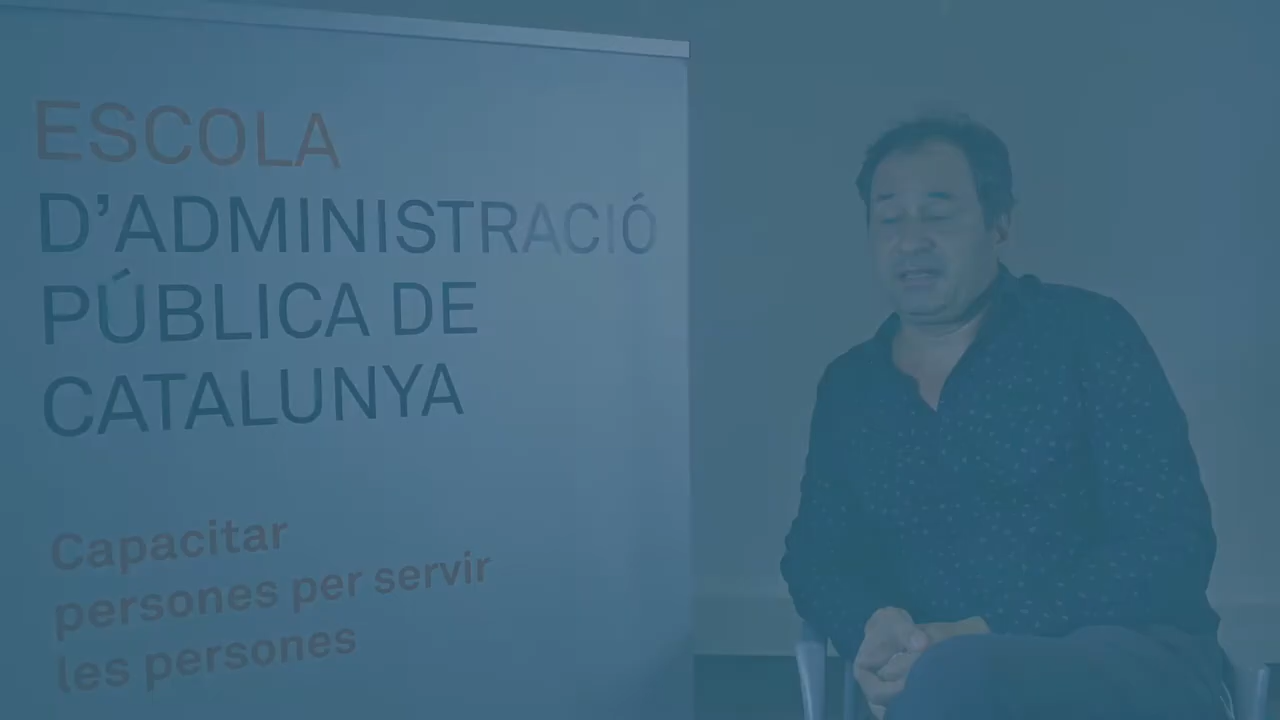 ESCOLA
D’ADMINISTRACIÓ
PÚBLICA DE
CATALUNYA
Capacitar
persones per servir
les persones